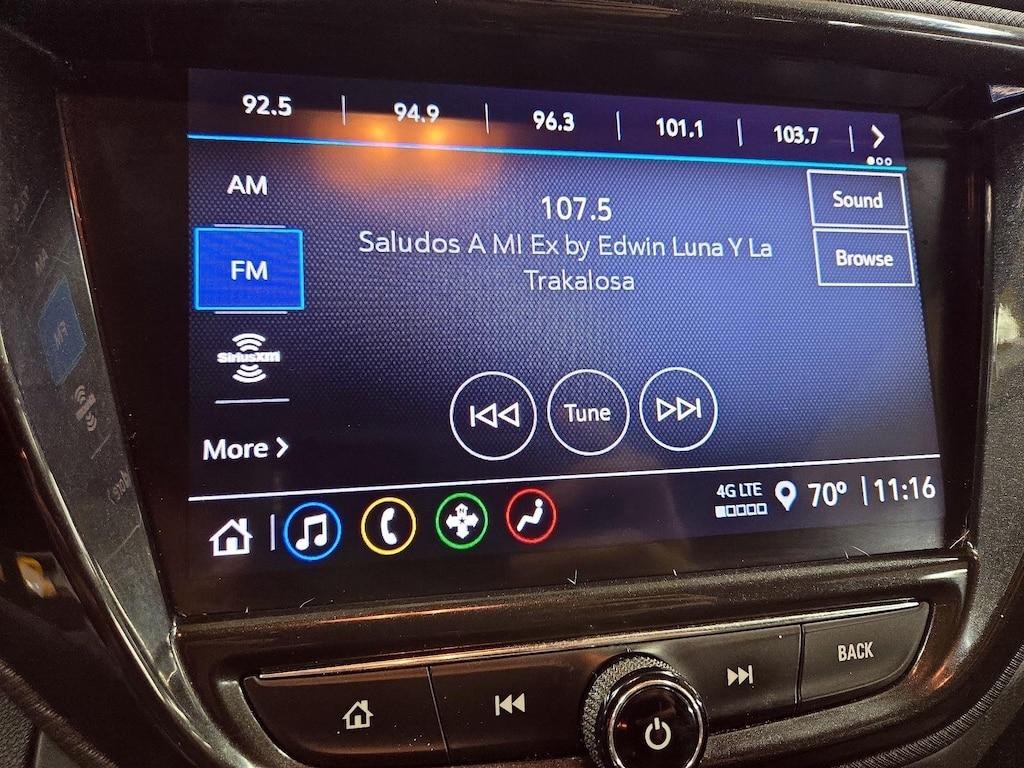 92.5 | 94.9 | 96.3 | 101.1 | 103.7 |
AM
Sound
107.5
FM
Saludos A MI Ex by Edwin Luna Y La
Trakalosa
Browse
SiriusXM
Tune
More
4G LTE
N
70° | 11:16
BACK